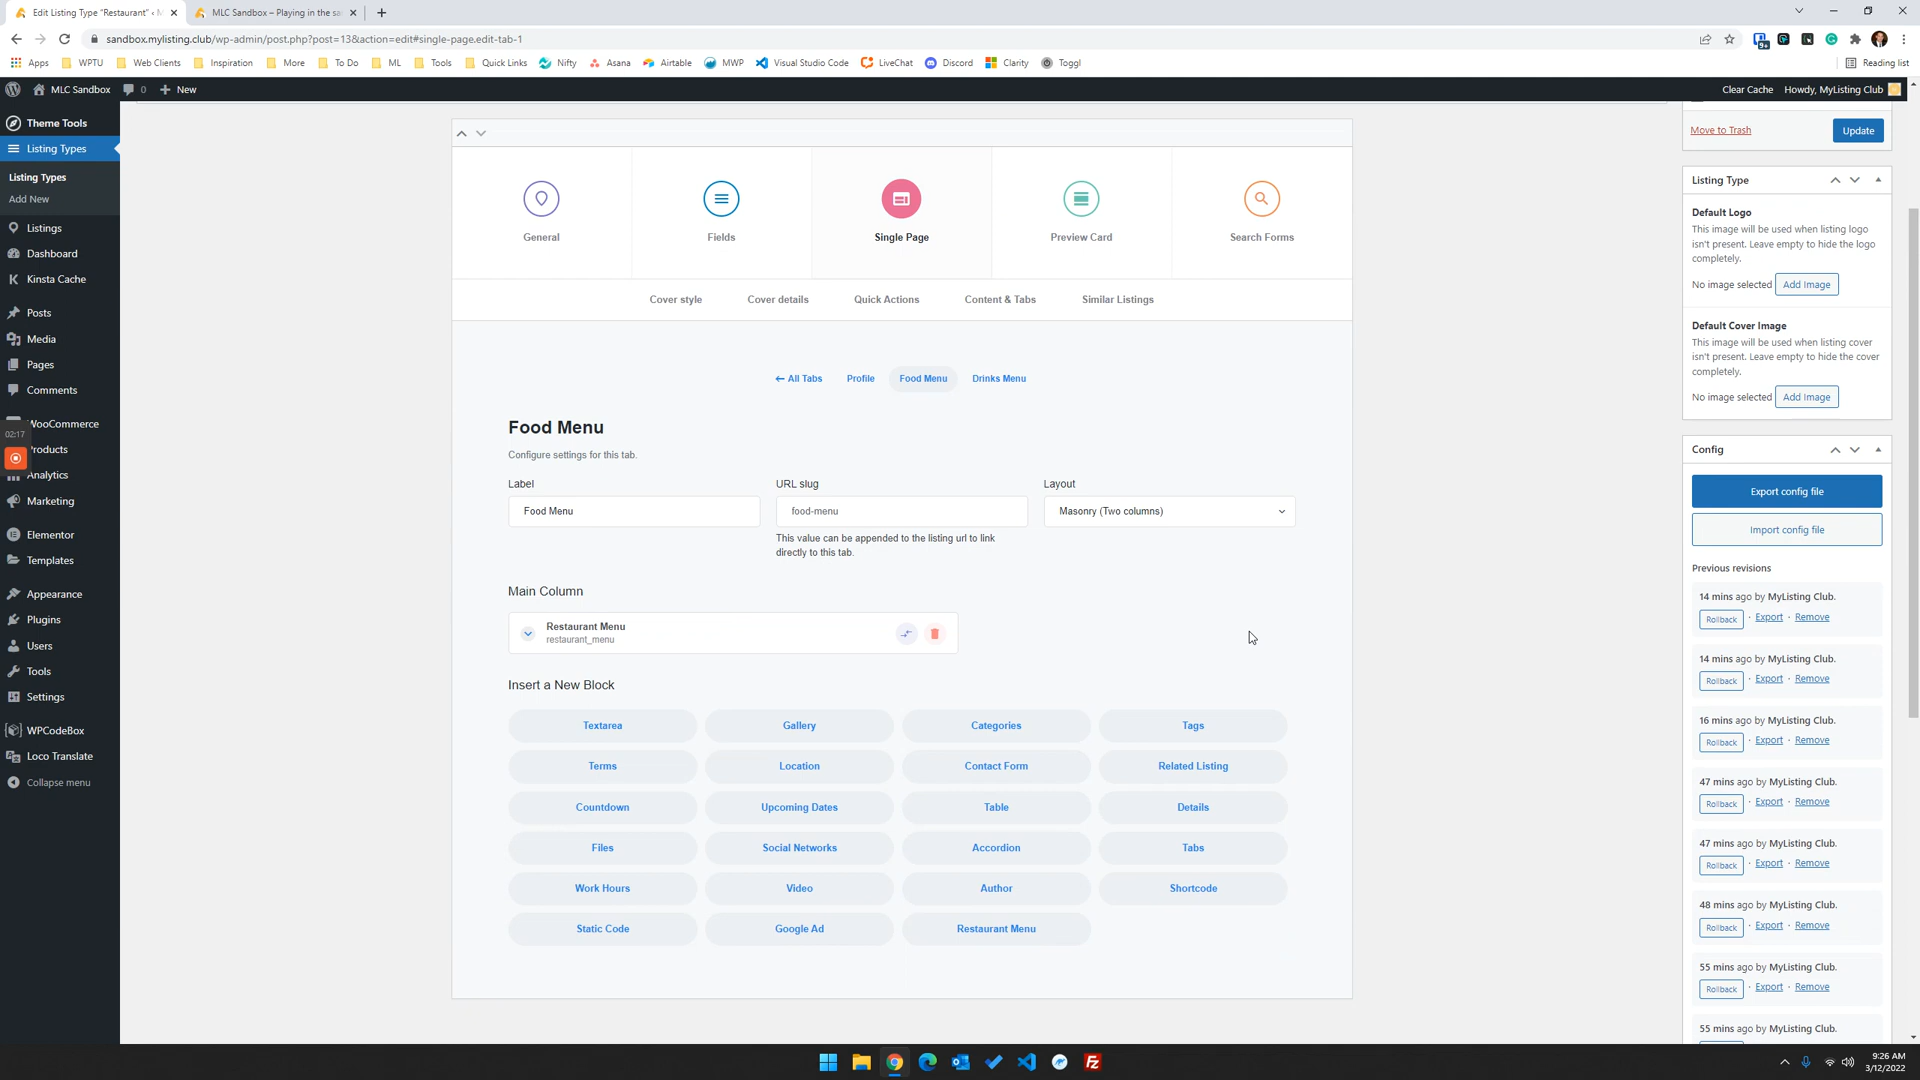 Edit Listing Type "Restaurant" ‹ M
MLC Sandbox – Playing in the sa
sandbox.mylisting.club/wp-admin/post.php?post=13&action=edit#single-page.edit-tab-1
Apps WPTU Web Clients Inspiration More To Do ML Tools Quick Links Nifty Asana Airtable MWP Visual Studio Code LiveChat Discord Clarity Toggl Reading list
MLC Sandbox 0 New Clear Cache Howdy, MyListing Club
Theme Tools
Listing Types
Listing Types
Add New
Listings
Dashboard
Kinsta Cache
Posts
Media
Pages
Comments
WooCommerce
02:17
Products
Analytics
Marketing
Elementor
Templates
Appearance
Plugins
Users
Tools
Settings
WPCodeBox
Loco Translate
Collapse menu
General Fields Single Page Preview Card Search Forms
Cover style Cover details Quick Actions Content & Tabs Similar Listings
← All Tabs Profile Food Menu Drinks Menu
Food Menu
Configure settings for this tab.
Label URL slug Layout
Food Menu food-menu Masonry (Two columns)
This value can be appended to the listing url to link
directly to this tab.
Main Column
Restaurant Menu
restaurant_menu
Insert a New Block
Textarea Gallery Categories Tags
Terms Location Contact Form Related Listing
Countdown Upcoming Dates Table Details
Files Social Networks Accordion Tabs
Work Hours Video Author Shortcode
Static Code Google Ad Restaurant Menu
Move to Trash Update
Listing Type
Default Logo
This image will be used when listing logo
isn't present. Leave empty to hide the logo
completely.
No image selected Add Image
Default Cover Image
This image will be used when listing cover
isn't present. Leave empty to hide the cover
completely.
No image selected Add Image
Config
Export config file
Import config file
Previous revisions
14 mins ago by MyListing Club.
Rollback · Export · Remove
14 mins ago by MyListing Club.
Rollback · Export · Remove
16 mins ago by MyListing Club.
Rollback · Export · Remove
47 mins ago by MyListing Club.
Rollback · Export · Remove
47 mins ago by MyListing Club.
Rollback · Export · Remove
48 mins ago by MyListing Club.
Rollback · Export · Remove
55 mins ago by MyListing Club.
Rollback · Export · Remove
55 mins ago by MyListing Club.
9:26 AM
3/12/2022